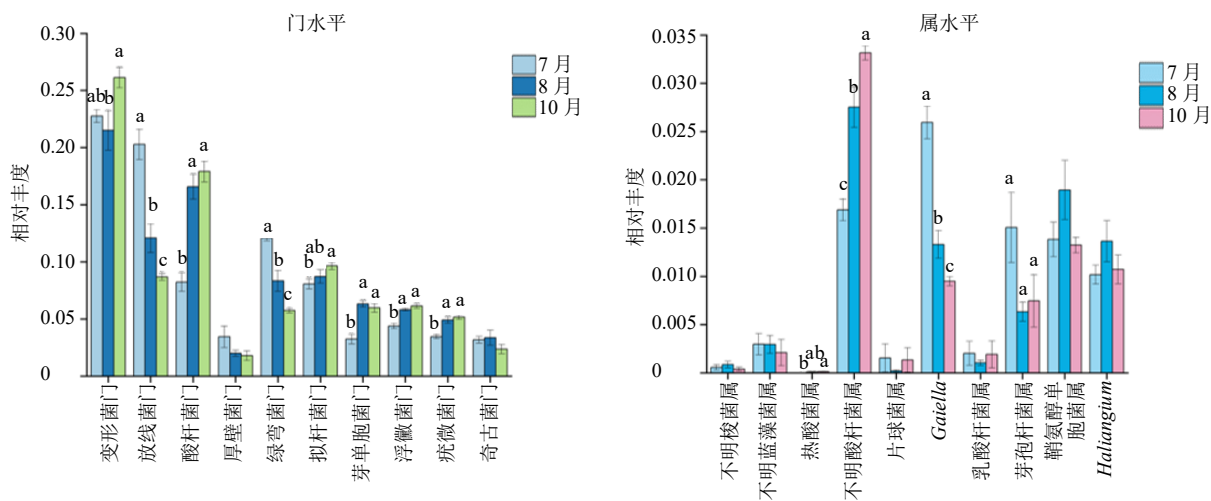 门水平
0.30
0.25
0.20
0.15
0.10
0.05
0
相对丰度
7 月
8 月
10 月
ab
b
a
a
b
c
b
a
a
a
b
c
b
ab
a
b
a
a
b
a
a
b
a
a
变形菌门
放线菌门
酸杆菌门
厚壁菌门
绿弯菌门
拟杆菌门
芽单胞菌门
浮黴菌门
疣微菌门
奇古菌门
属水平
0.035
0.030
0.025
0.020
0.015
0.010
0.005
0
相对丰度
7 月
8 月
10 月
b
ab
a
c
b
a
a
b
c
a
a
a
不明梭菌属
不明蓝藻菌属
热酸菌属
不明酸杆菌属
片球菌属
Gaiella
乳酸杆菌属
芽孢杆菌属
鞘氨醇单
胞菌属
Haliangium